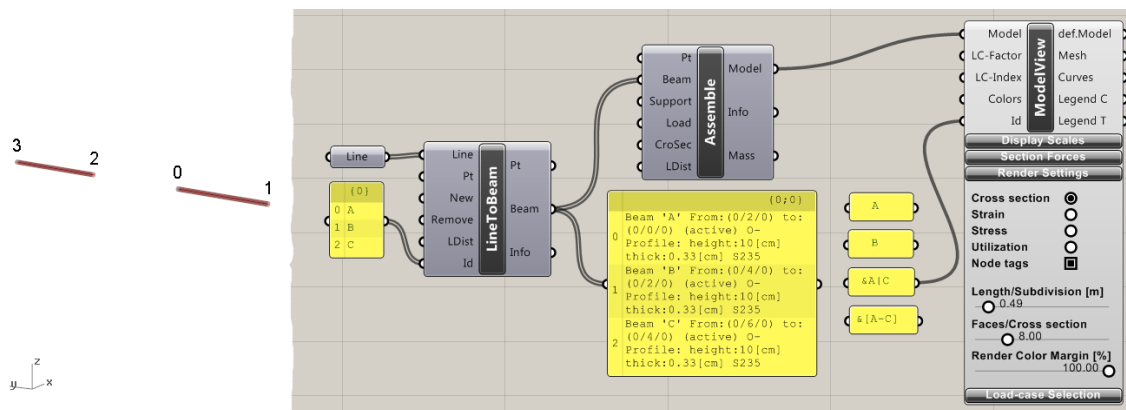 3
2
0
1
z
y
x
Line
{0}
0 A
1 B
2 C
Line
Pt
New
Remove
LDist
Id
LineToBeam
Pt
Beam
Info
Pt
Beam
Support
Load
CroSec
LDist
Assemble
Model
Info
Mass
{0;0}
0
Beam 'A' From:(0/2/0) to:
(0/0/0) (active) O-
Profile: height:10[cm]
thick:0.33[cm] S235
1
Beam 'B' From:(0/4/0) to:
(0/2/0) (active) O-
Profile: height:10[cm]
thick:0.33[cm] S235
2
Beam 'C' From:(0/6/0) to:
(0/4/0) (active) O-
Profile: height:10[cm]
thick:0.33[cm] S235
A
B
&A|C
&[A-C]
Model
LC-Factor
LC-Index
Colors
Id
ModelView
def.Model
Mesh
Curves
Legend C
Legend T
Display Scales
Section Forces
Render Settings
Cross section
Strain
Stress
Utilization
Node tags
Length/Subdivision [m]
0.49
Faces/Cross section
8.00
Render Color Margin [%]
100.00
Load-case Selection